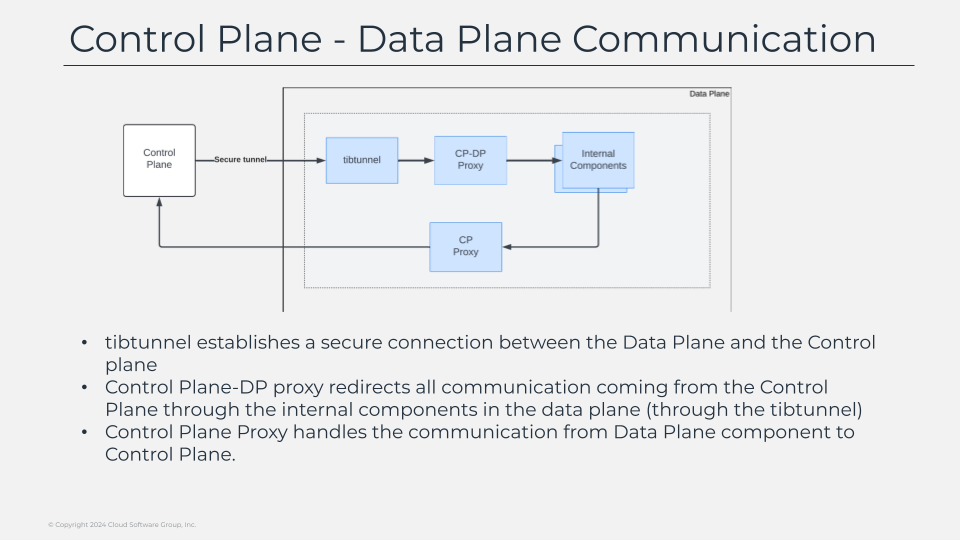 Control Plane - Data Plane Communication
Data Plane
Control
Plane
Secure tunnel
tibtunnel
CP-DP
Proxy
Internal
Components
CP
Proxy
• tibtunnel establishes a secure connection between the Data Plane and the Control
plane
• Control Plane-DP proxy redirects all communication coming from the Control
Plane through the internal components in the data plane (through the tibtunnel)
• Control Plane Proxy handles the communication from Data Plane component to
Control Plane.
© Copyright 2024 Cloud Software Group, Inc.